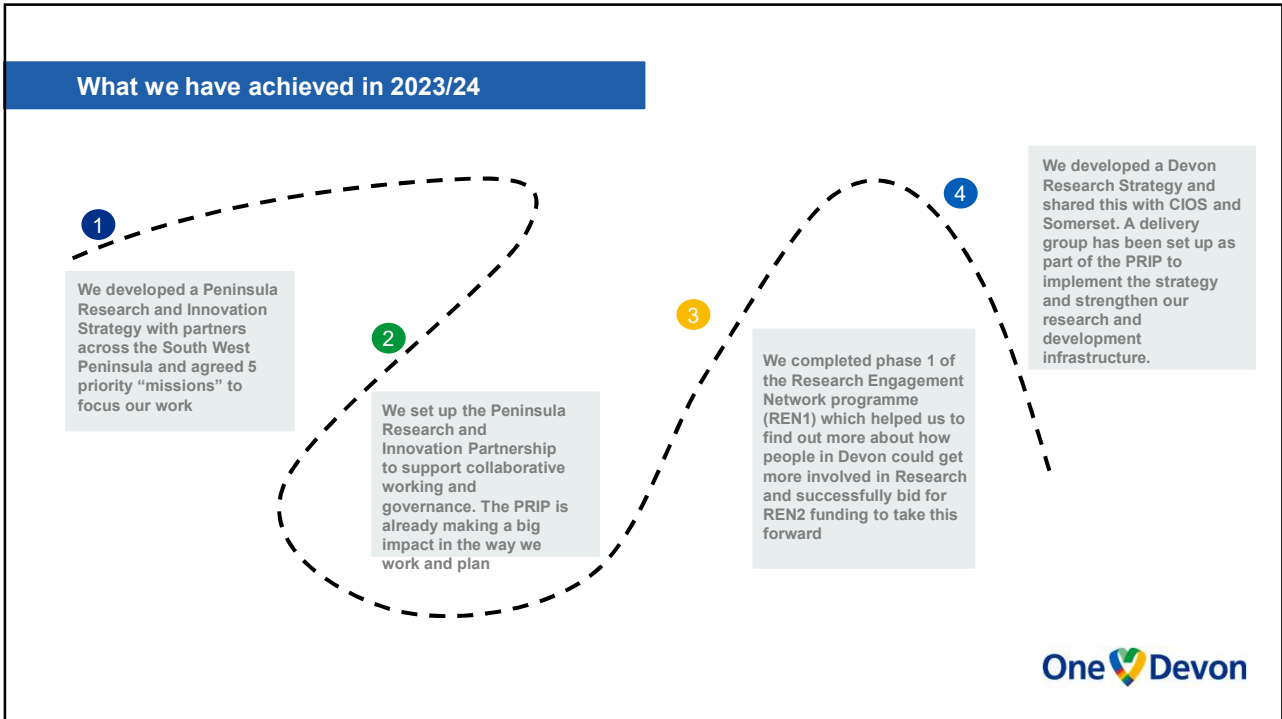 What we have achieved in 2023/24
1
We developed a Peninsula
Research and Innovation
Strategy with partners
across the South West
Peninsula and agreed 5
priority “missions” to
focus our work
2
We set up the Peninsula
Research and
Innovation Partnership
to support collaborative
working and
governance. The PRIP is
already making a big
impact in the way we
work and plan
3
We completed phase 1 of
the Research Engagement
Network programme
(REN1) which helped us to
find out more about how
people in Devon could get
more involved in Research
and successfully bid for
REN2 funding to take this
forward
4
We developed a Devon
Research Strategy and
shared this with CIOS and
Somerset. A delivery
group has been set up as
part of the PRIP to
implement the strategy
and strengthen our
research and
development
infrastructure.
One Devon